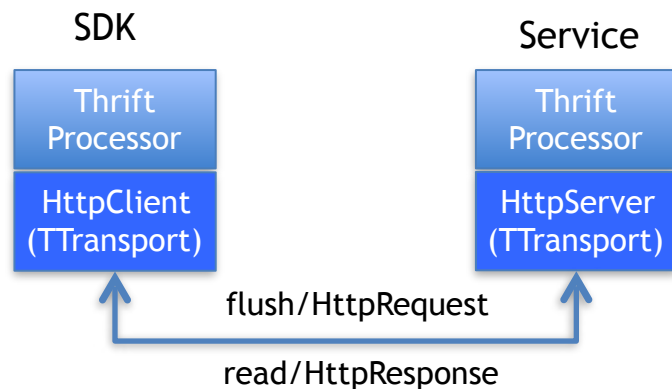 SDK
Service
Thrift
Processor
HttpClient
(TTransport)
Thrift
Processor
HttpServer
(TTransport)
flush/HttpRequest
read/HttpResponse